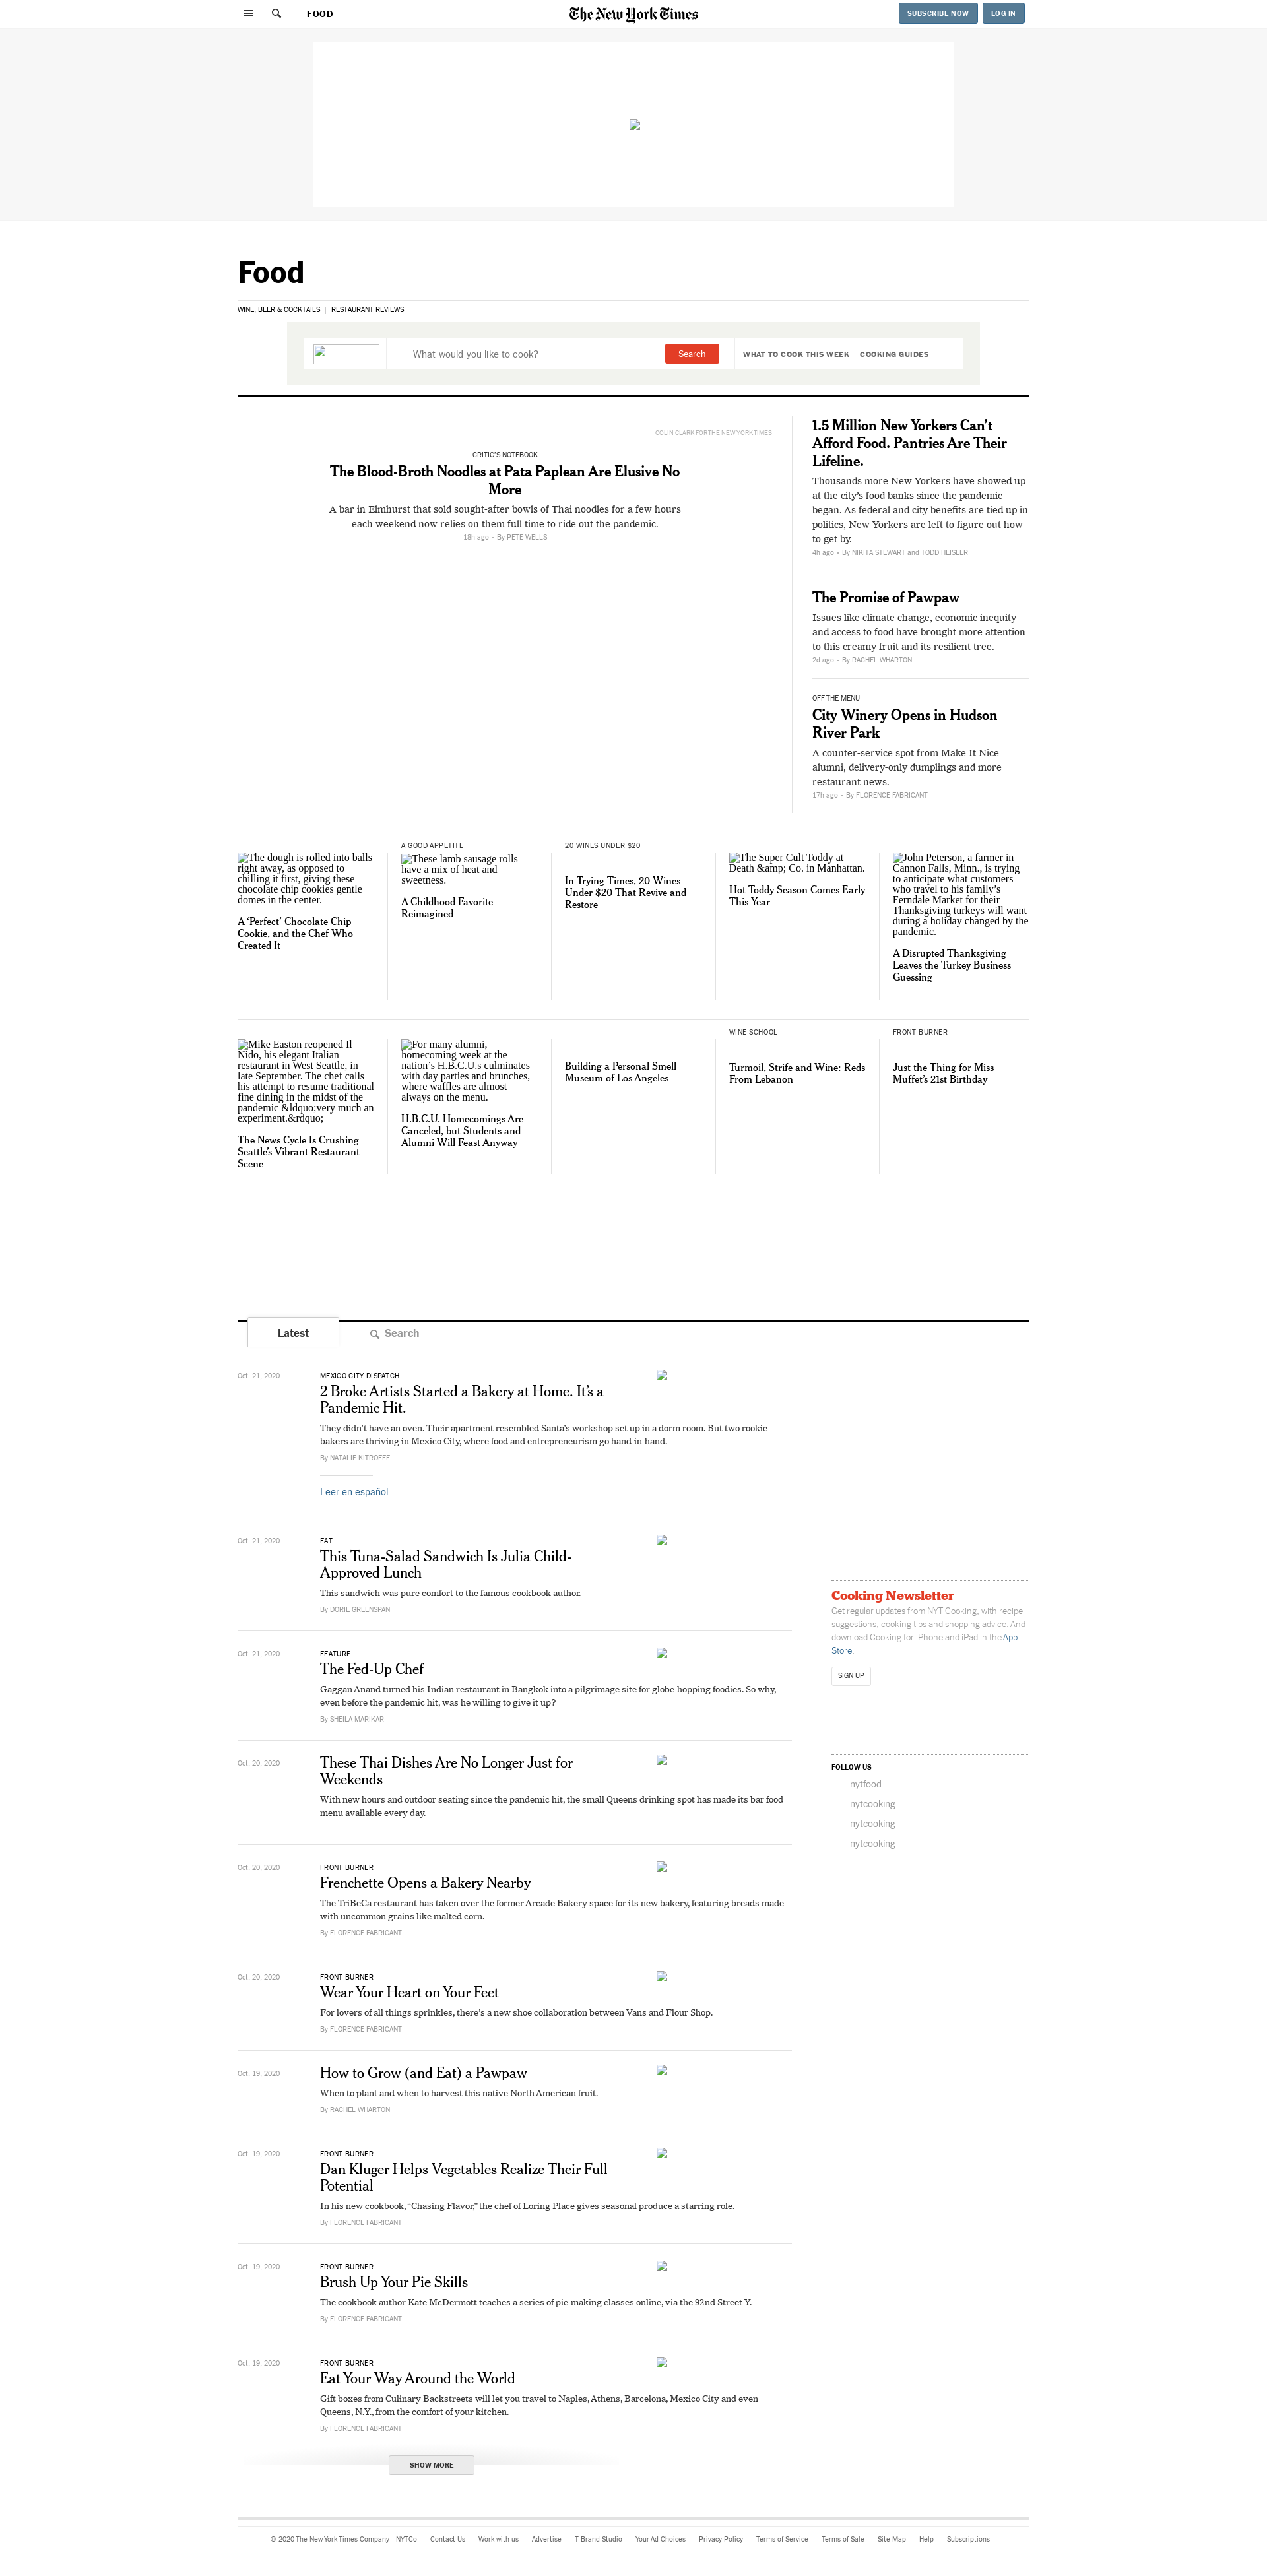 FOOD
The New York Times
SUBSCRIBE NOW
LOG IN
Food
WINE, BEER & COCKTAILS | RESTAURANT REVIEWS
What would you like to cook?
Search
WHAT TO COOK THIS WEEK
COOKING GUIDES
COLIN CLARK FOR THE NEW YORK TIMES
CRITIC'S NOTEBOOK
The Blood-Broth Noodles at Pata Paplean Are Elusive No
More
A bar in Elmhurst that sold sought-after bowls of Thai noodles for a few hours
each weekend now relies on them full time to ride out the pandemic.
18h ago - By PETE WELLS
1.5 Million New Yorkers Can't
Afford Food. Pantries Are Their
Lifeline.
Thousands more New Yorkers have showed up
at the city's food banks since the pandemic
began. As federal and city benefits are tied up in
politics, New Yorkers are left to figure out how
to get by.
4h ago - By NIKITA STEWART and TODD HEISLER
The Promise of Pawpaw
Issues like climate change, economic inequity
and access to food have brought more attention
to this creamy fruit and its resilient tree.
2d ago - By RACHEL WHARTON
OFF THE MENU
City Winery Opens in Hudson
River Park
A counter-service spot from Make It Nice
alumni, delivery-only dumplings and more
restaurant news.
17h ago - By FLORENCE FABRICANT
The dough is rolled into balls
right away, as opposed to
chilling it first, giving these
chocolate chip cookies gentle
domes in the center.
A 'Perfect' Chocolate Chip
Cookie, and the Chef Who
Created It
A GOOD APPETITE
These lamb sausage rolls
have a mix of heat and
sweetness.
A Childhood Favorite
Reimagined
20 WINES UNDER $20
In Trying Times, 20 Wines
Under $20 That Revive and
Restore
The Super Cult Toddy at
Death &amp; Co. in Manhattan.
Hot Toddy Season Comes Early
This Year
John Peterson, a farmer in
Cannon Falls, Minn., is trying
to anticipate what customers
who travel to his family's
Ferndale Market for their
Thanksgiving turkeys will want
during a holiday changed by the
pandemic.
A Disrupted Thanksgiving
Leaves the Turkey Business
Guessing
Mike Easton reopened Il
Nido, his elegant Italian
restaurant in West Seattle, in
late September. The chef calls
his attempt to resume traditional
fine dining in the midst of the
pandemic &ldquo;very much an
experiment.&rdquo;
The News Cycle Is Crushing
Seattle's Vibrant Restaurant
Scene
For many alumni,
homecoming week at the
nation's H.B.C.U.s culminates
with day parties and brunches,
where waffles are almost
always on the menu.
H.B.C.U. Homecomings Are
Canceled, but Students and
Alumni Will Feast Anyway
Building a Personal Smell
Museum of Los Angeles
WINE SCHOOL
Turmoil, Strife and Wine: Reds
From Lebanon
FRONT BURNER
Just the Thing for Miss
Muffet's 21st Birthday
Latest
Search
Oct. 21, 2020
MEXICO CITY DISPATCH
2 Broke Artists Started a Bakery at Home. It's a
Pandemic Hit.
They didn't have an oven. Their apartment resembled Santa's workshop set up in a dorm room. But two rookie
bakers are thriving in Mexico City, where food and entrepreneurism go hand-in-hand.
By NATALIE KITROEFF
Leer en español
Oct. 21, 2020
EAT
This Tuna-Salad Sandwich Is Julia Child-
Approved Lunch
This sandwich was pure comfort to the famous cookbook author.
By DORIE GREENSPAN
Oct. 21, 2020
FEATURE
The Fed-Up Chef
Gaggan Anand turned his Indian restaurant in Bangkok into a pilgrimage site for globe-hopping foodies. So why,
even before the pandemic hit, was he willing to give it up?
By SHEILA MARIKAR
Oct. 20, 2020
These Thai Dishes Are No Longer Just for
Weekends
With new hours and outdoor seating since the pandemic hit, the small Queens drinking spot has made its bar food
menu available every day.
Oct. 20, 2020
FRONT BURNER
Frenchette Opens a Bakery Nearby
The TriBeCa restaurant has taken over the former Arcade Bakery space for its new bakery, featuring breads made
with uncommon grains like malted corn.
By FLORENCE FABRICANT
Oct. 20, 2020
FRONT BURNER
Wear Your Heart on Your Feet
For lovers of all things sprinkles, there's a new shoe collaboration between Vans and Flour Shop.
By FLORENCE FABRICANT
Oct. 19, 2020
How to Grow (and Eat) a Pawpaw
When to plant and when to harvest this native North American fruit.
By RACHEL WHARTON
Oct. 19, 2020
FRONT BURNER
Dan Kluger Helps Vegetables Realize Their Full
Potential
In his new cookbook, "Chasing Flavor," the chef of Loring Place gives seasonal produce a starring role.
By FLORENCE FABRICANT
Oct. 19, 2020
FRONT BURNER
Brush Up Your Pie Skills
The cookbook author Kate McDermott teaches a series of pie-making classes online, via the 92nd Street Y.
By FLORENCE FABRICANT
Oct. 19, 2020
FRONT BURNER
Eat Your Way Around the World
Gift boxes from Culinary Backstreets will let you travel to Naples, Athens, Barcelona, Mexico City and even
Queens, N.Y., from the comfort of your kitchen.
By FLORENCE FABRICANT
SHOW MORE
Cooking Newsletter
Get regular updates from NYT Cooking, with recipe
suggestions, cooking tips and shopping advice. And
download Cooking for iPhone and iPad in the App
Store.
SIGN UP
FOLLOW US
nytfood
nytcooking
nytcooking
nytcooking
© 2020 The New York Times Company NYTCo Contact Us Work with us Advertise T Brand Studio Your Ad Choices Privacy Policy Terms of Service Terms of Sale Site Map Help Subscriptions